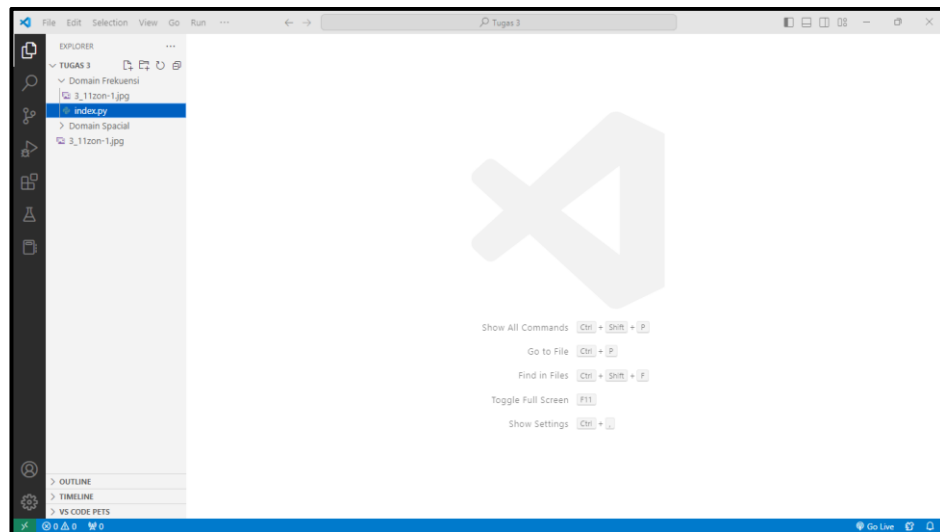 File Edit Selection View Go Run ... Tugas 3
EXPLORER ...
TUGAS 3
Domain Frekuensi
3_11zon-1.jpg
index.py
Domain Spacial
3_11zon-1.jpg
Show All Commands Ctrl + Shift + P
Go to File Ctrl + P
Find in Files Ctrl + Shift + F
Toggle Full Screen F11
Show Settings Ctrl + ,
OUTLINE
TIMELINE
VS CODE PETS
0 0 0 Go Live